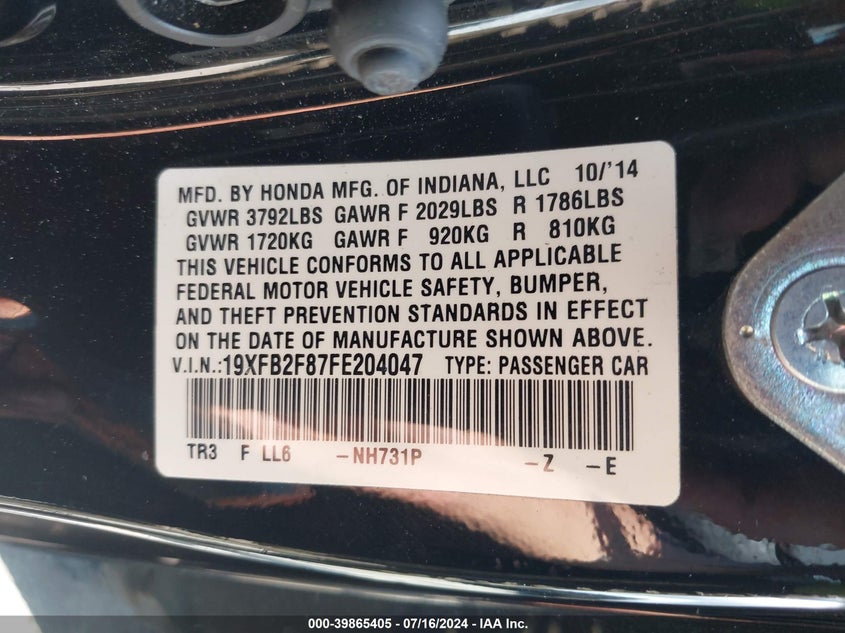 MFD. BY HONDA MFG. OF INDIANA, LLC 10/'14
GVWR 3792LBS GAWR F 2029LBS R 1786LBS
GVWR 1720KG GAWR F 920KG R 810KG
THIS VEHICLE CONFORMS TO ALL APPLICABLE
FEDERAL MOTOR VEHICLE SAFETY, BUMPER,
AND THEFT PREVENTION STANDARDS IN EFFECT
ON THE DATE OF MANUFACTURE SHOWN ABOVE.
V.I.N.:19XFB2F87FE204047 TYPE: PASSENGER CAR
TR3 F LL6 -NH731P -Z -E
000-39865405 - 07/16/2024 - IAA Inc.